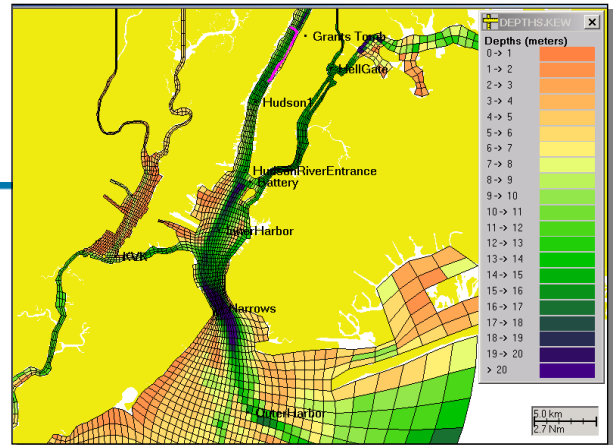 DEPTHS.KEW
Depths (meters)
0-> 1
1-> 2
2-> 3
3-> 4
4-> 5
5-> 6
6-> 7
7-> 8
8-> 9
9-> 10
10-> 11
11-> 12
12-> 13
13-> 14
14-> 15
15-> 16
16-> 17
17-> 18
18-> 19
19-> 20
> 20
Grants Tomb
HellGate
Hudson1
HudsonRiverEntrance
Battery
InnerHarbor
KVK
Narrows
OuterHarbor
5.0 km
2.7 Nm